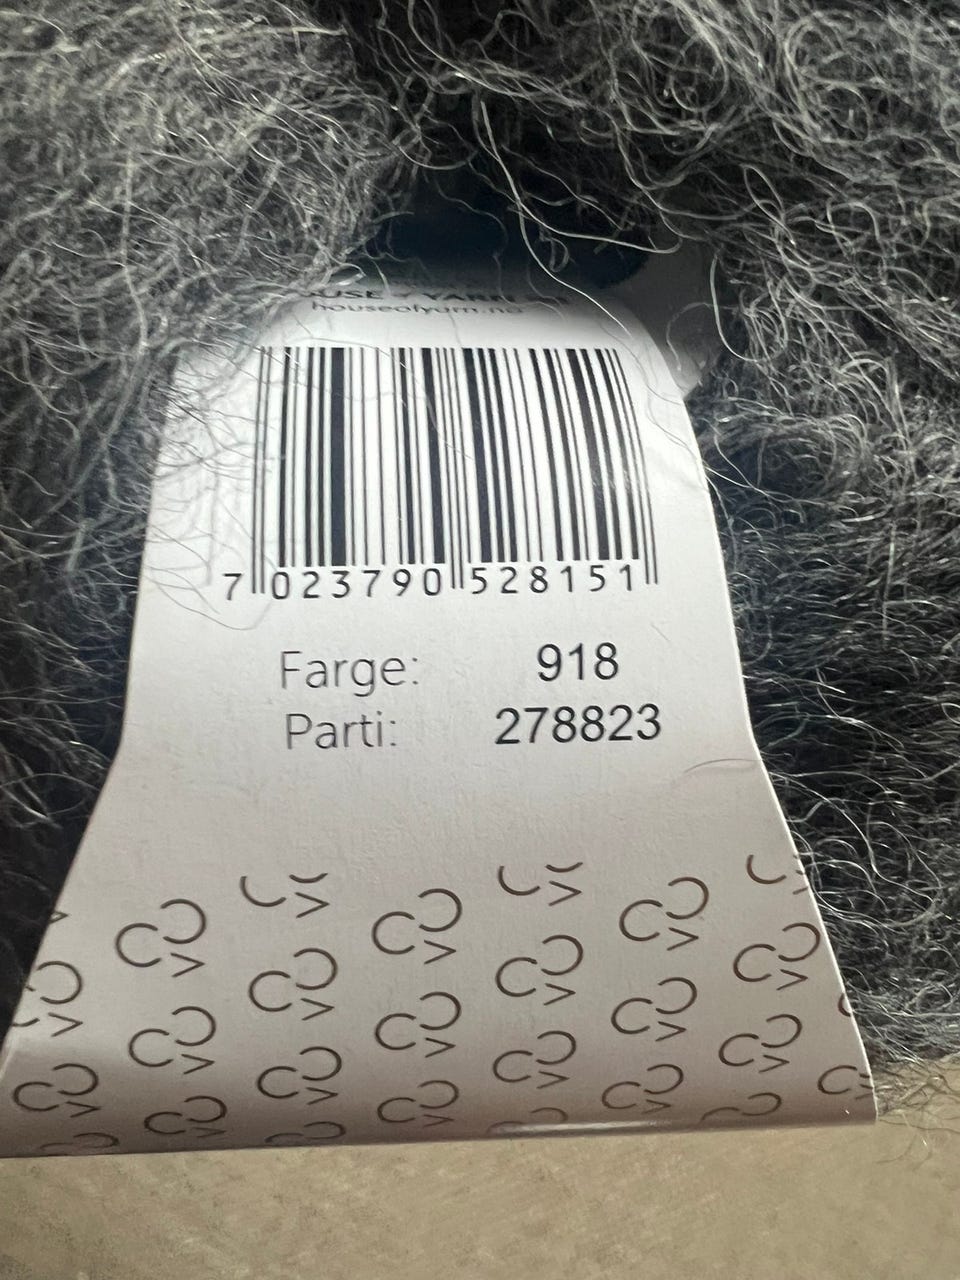 houseofyarn.no
7 023790 528151
Farge: 918
Parti: 278823